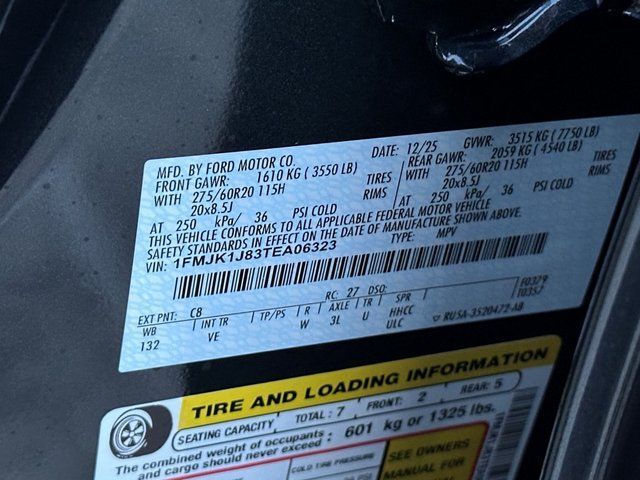 MFD. BY FORD MOTOR CO. DATE: 12/25 GVWR: 3515 KG ( 7750 LB)
FRONT GAWR: 1610 KG ( 3550 LB) REAR GAWR: 2059 KG ( 4540 LB)
WITH 275/60R20 115H TIRES WITH 275/60R20 115H TIRES
20x8.5J RIMS 20x8.5J RIMS
AT 250 kPa/ 36 PSI COLD AT 250 kPa/ 36 PSI COLD
THIS VEHICLE CONFORMS TO ALL APPLICABLE FEDERAL MOTOR VEHICLE
SAFETY STANDARDS IN EFFECT ON THE DATE OF MANUFACTURE SHOWN ABOVE.
VIN: 1FMJK1J83TEA06323 TYPE: MPV
F0379
EXT PNT: C8 RC: 27 DSO: T0357
WB INT TR TP/PS R AXLE TR SPR
132 VE W 3L U HHCC
ULC ▽ RU5A-3520472-AB
TIRE AND LOADING INFORMATION
SEATING CAPACITY TOTAL : 7 FRONT: 2 REAR: 5
The combined weight of occupants
and cargo should never exceed : 601 kg or 1325 lbs.
COLD TIRE PRESSURE
SEE OWNERS
MANUAL FOR